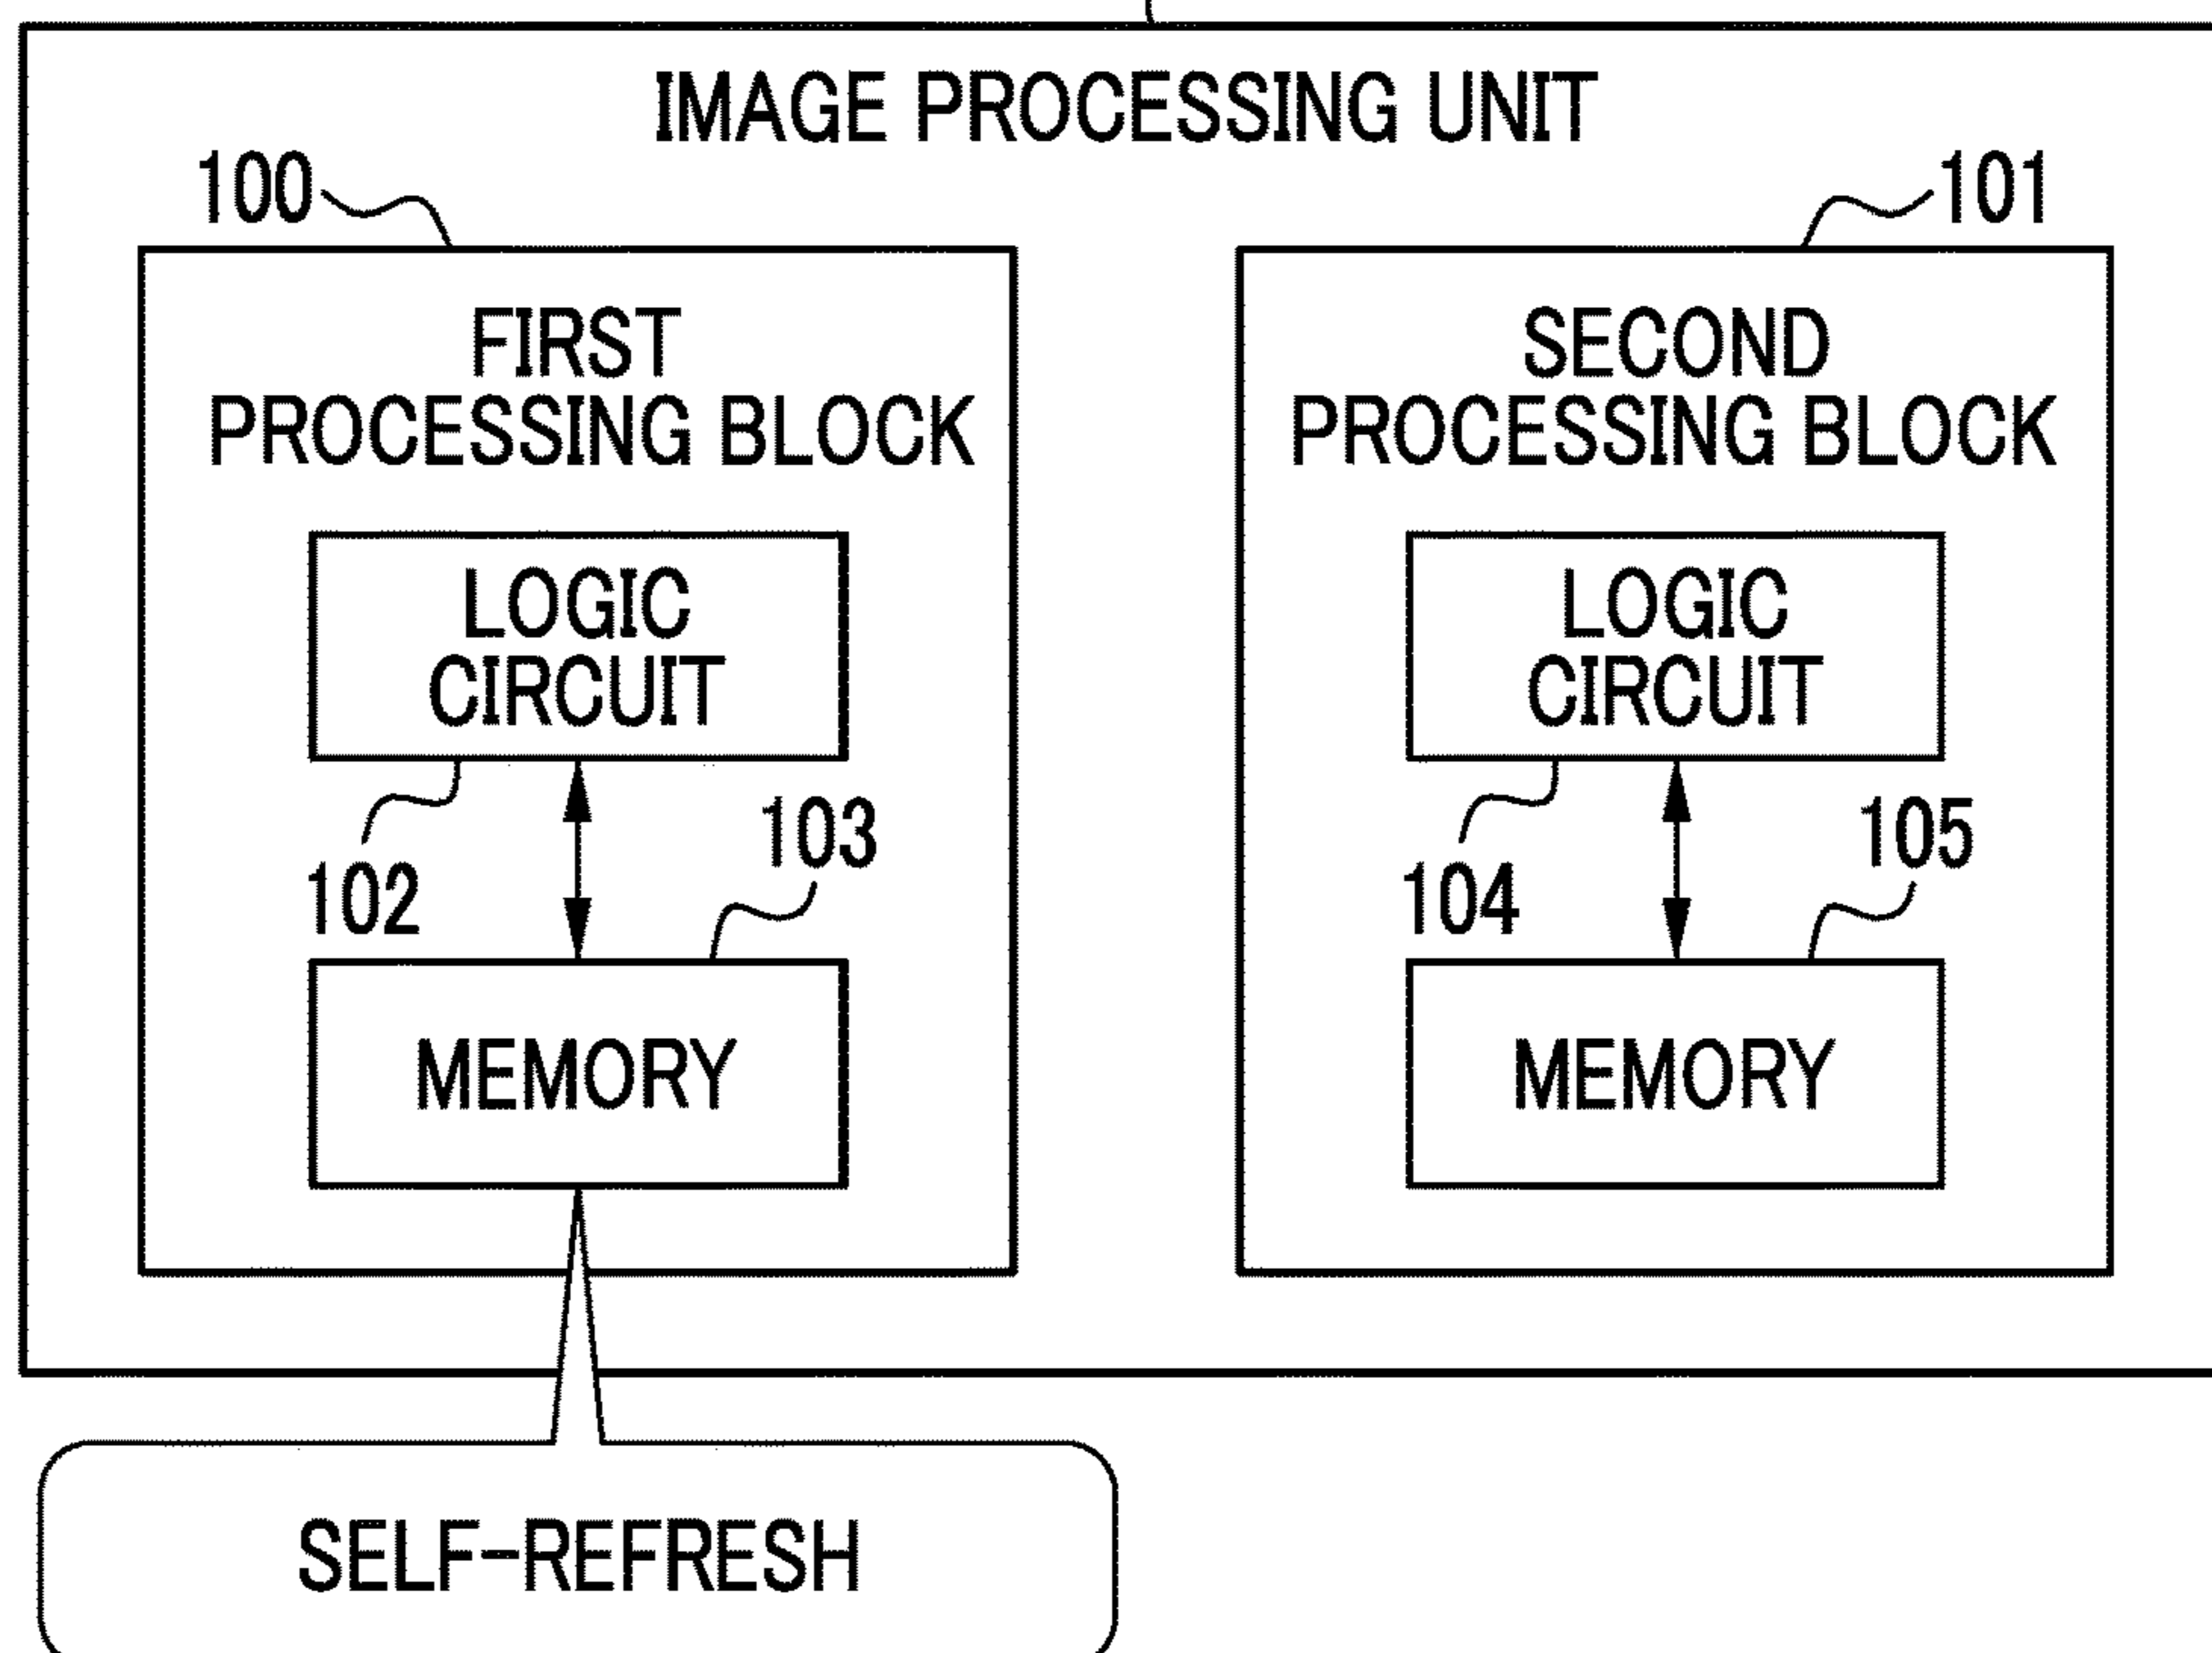 IMAGE PROCESSING UNIT
100
101
FIRST
PROCESSING BLOCK
SECOND
PROCESSING BLOCK
LOGIC
CIRCUIT
LOGIC
CIRCUIT
102
103
104
105
MEMORY
MEMORY
SELF-REFRESH